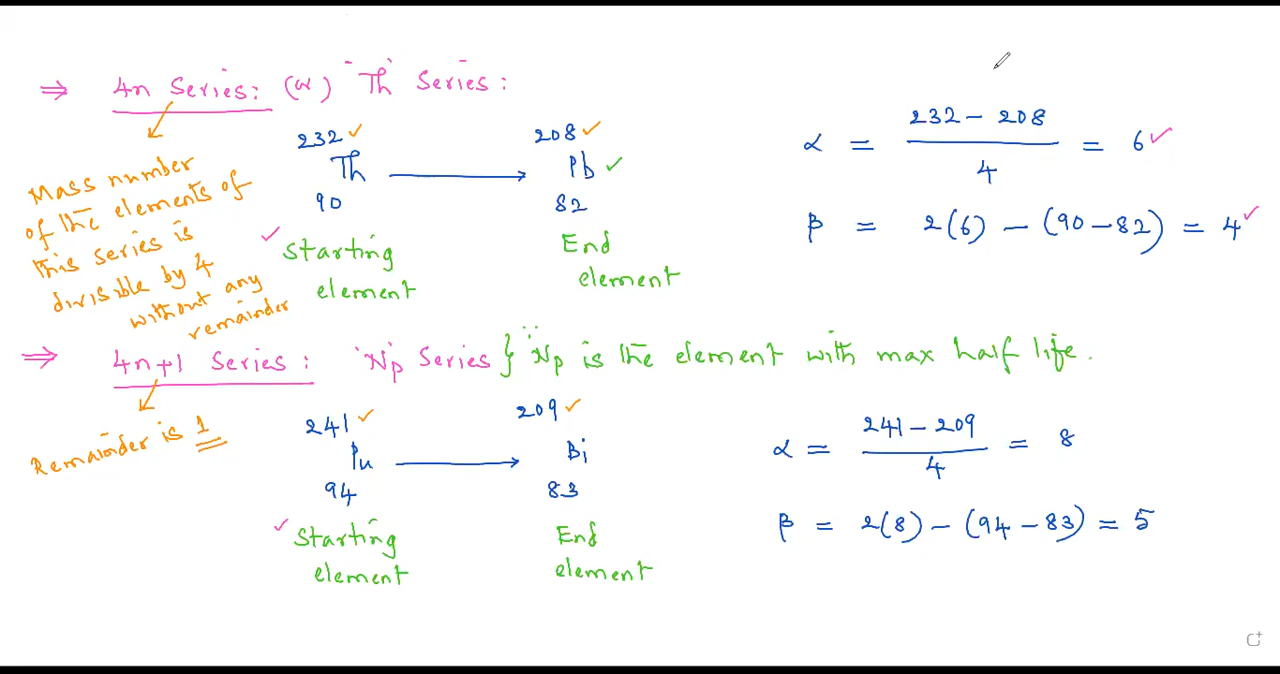 ⇒ 4n Series: (or) "Th" Series:
Mass number
of the elements of
this series is
divisible by 4
without any
remainder
232 Th 90 ⟶ 208 Pb 82
Starting element
End element
α = (232 - 208)/4 = 6
β = 2(6) - (90-82) = 4
⇒ 4n+1 Series: 'Np Series } ∵ Np is the element with max half life.
Remainder is 1
241 Pu 94 ⟶ 209 Bi 83
Starting element
End element
α = (241 - 209)/4 = 8
β = 2(8) - (94-83) = 5